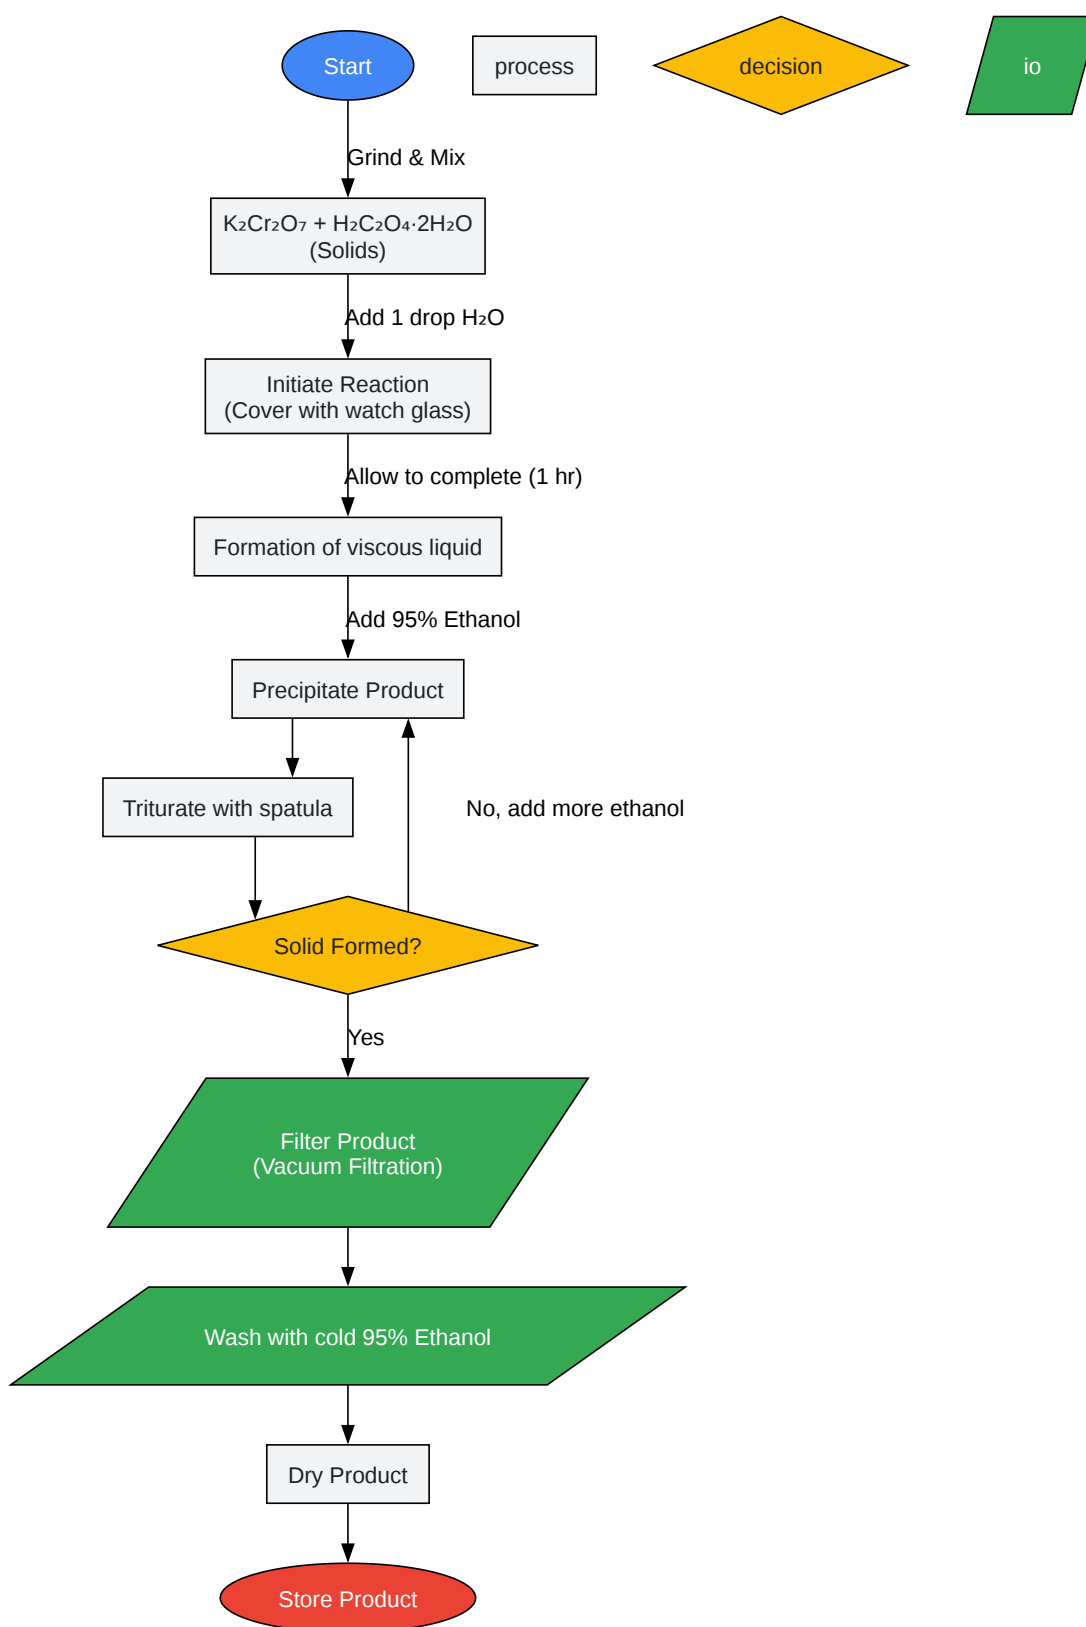 Start
process
decision
io
Grind & Mix
K₂Cr₂O₇ + H₂C₂O₄·2H₂O
(Solids)
Add 1 drop H₂O
Initiate Reaction
(Cover with watch glass)
Allow to complete (1 hr)
Formation of viscous liquid
Add 95% Ethanol
Precipitate Product
Triturate with spatula
No, add more ethanol
Solid Formed?
Yes
Filter Product
(Vacuum Filtration)
Wash with cold 95% Ethanol
Dry Product
Store Product